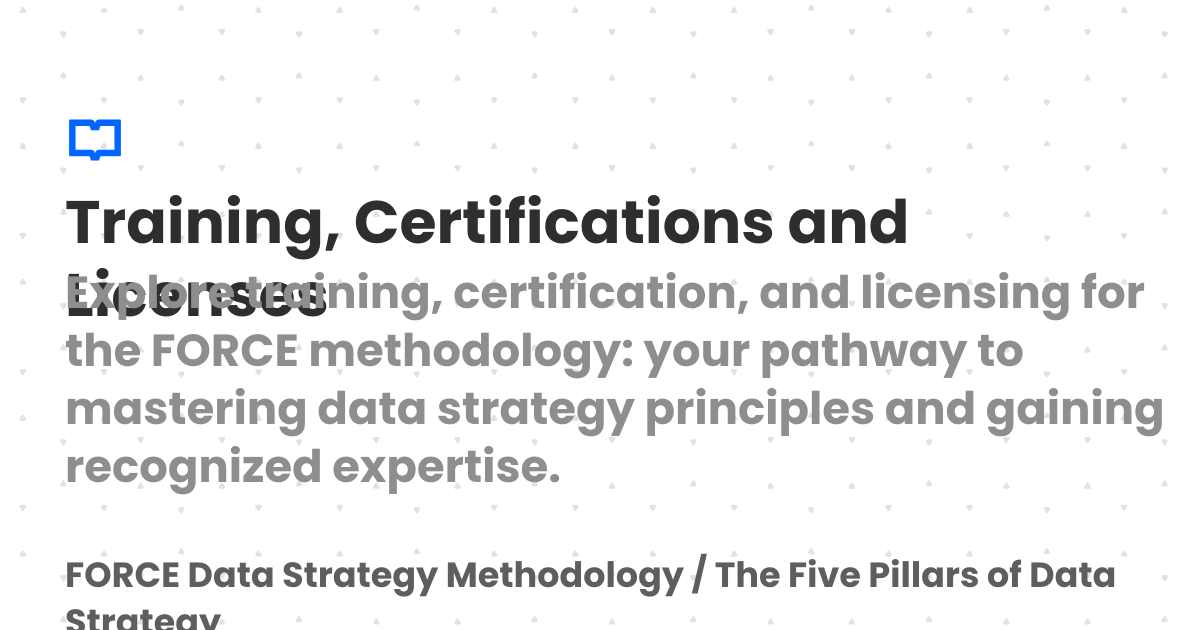 Training, Certifications and
Licenses
Explore training, certification, and licensing for
the FORCE methodology: your pathway to
mastering data strategy principles and gaining
recognized expertise.
FORCE Data Strategy Methodology / The Five Pillars of Data
Strategy